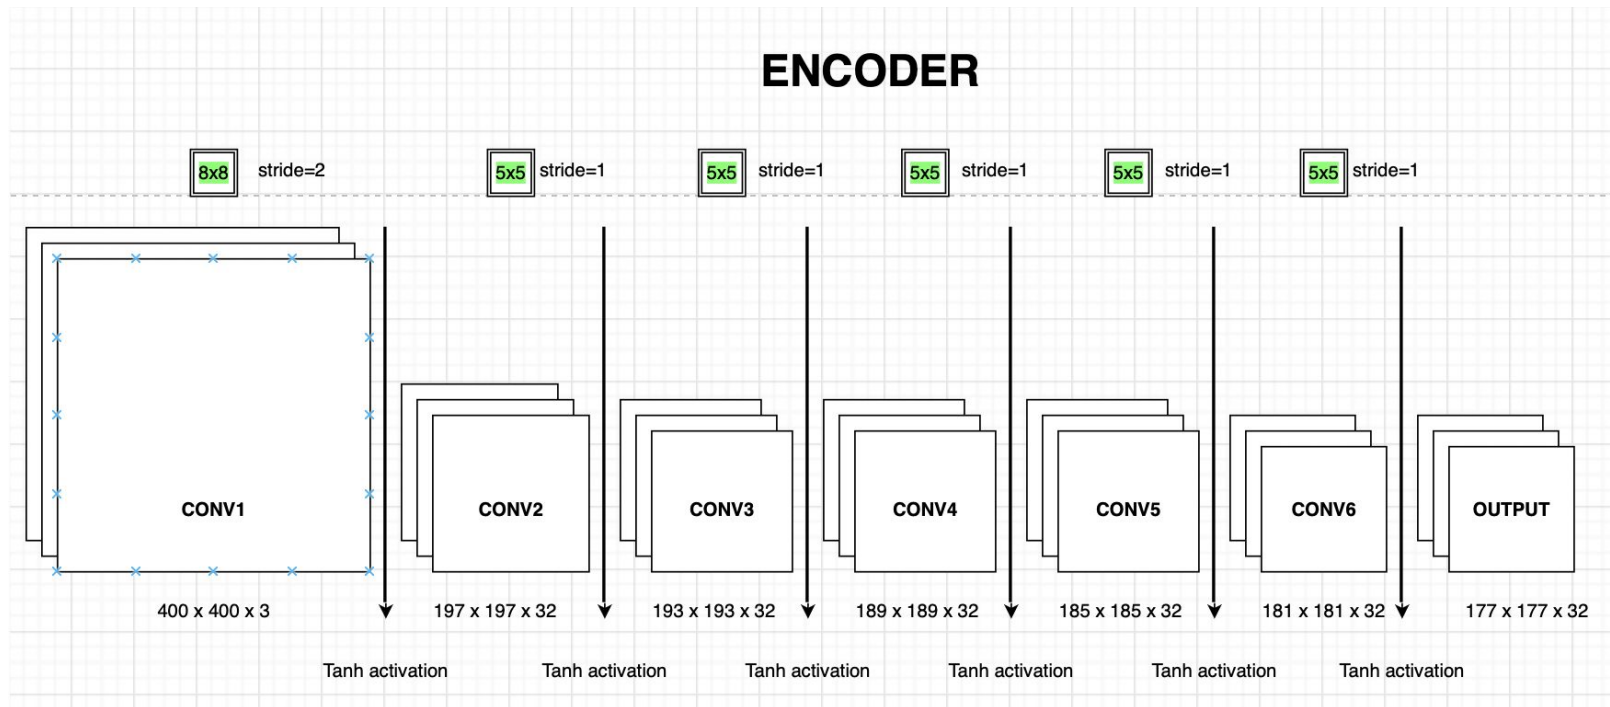 ENCODER
8x8 stride=2
5x5 stride=1
5x5 stride=1
5x5 stride=1
5x5 stride=1
5x5 stride=1
CONV1
CONV2
CONV3
CONV4
CONV5
CONV6
OUTPUT
400 x 400 x 3
197 x 197 x 32
193 x 193 x 32
189 x 189 x 32
185 x 185 x 32
181 x 181 x 32
177 x 177 x 32
Tanh activation
Tanh activation
Tanh activation
Tanh activation
Tanh activation
Tanh activation